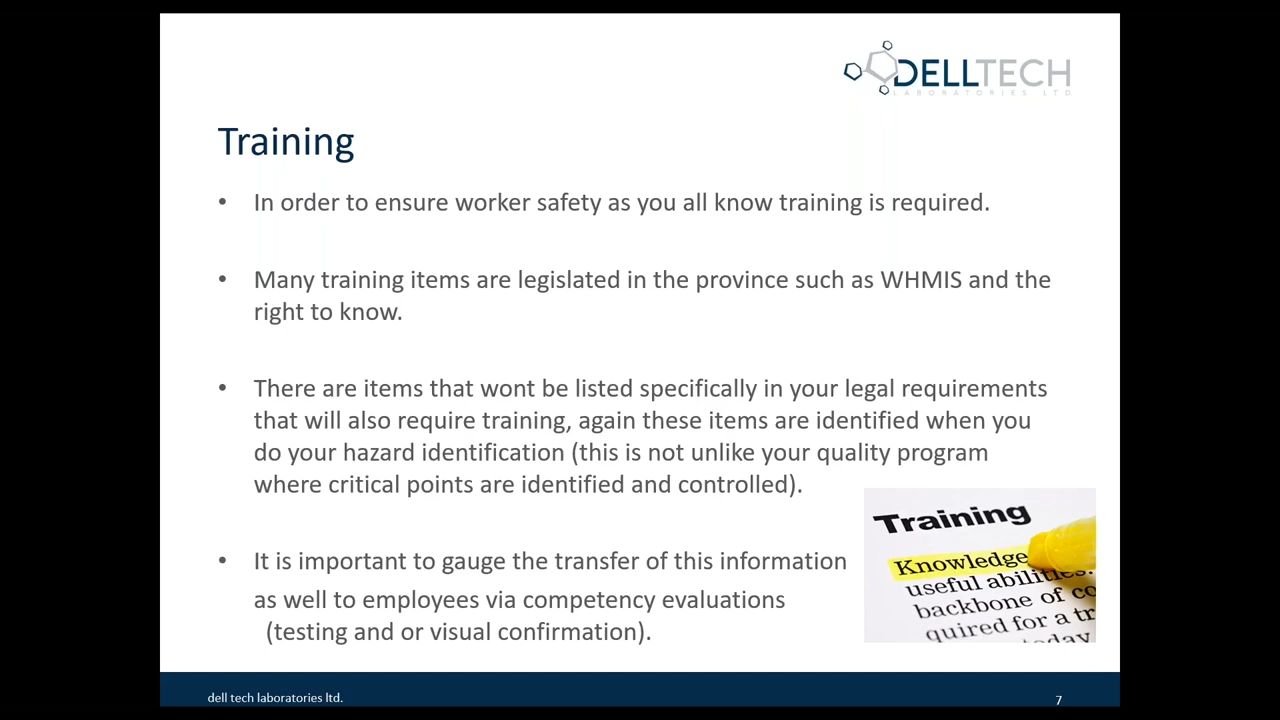 DELLTECH
LABORATORIES LTD
Training
• In order to ensure worker safety as you all know training is required.
• Many training items are legislated in the province such as WHMIS and the
right to know.
• There are items that wont be listed specifically in your legal requirements
that will also require training, again these items are identified when you
do your hazard identification (this is not unlike your quality program
where critical points are identified and controlled).
• It is important to gauge the transfer of this information
as well to employees via competency evaluations
(testing and or visual confirmation).
Training
Knowledge
useful abilities.
backbone of co
quired for a tr
today
dell tech laboratories ltd.
7